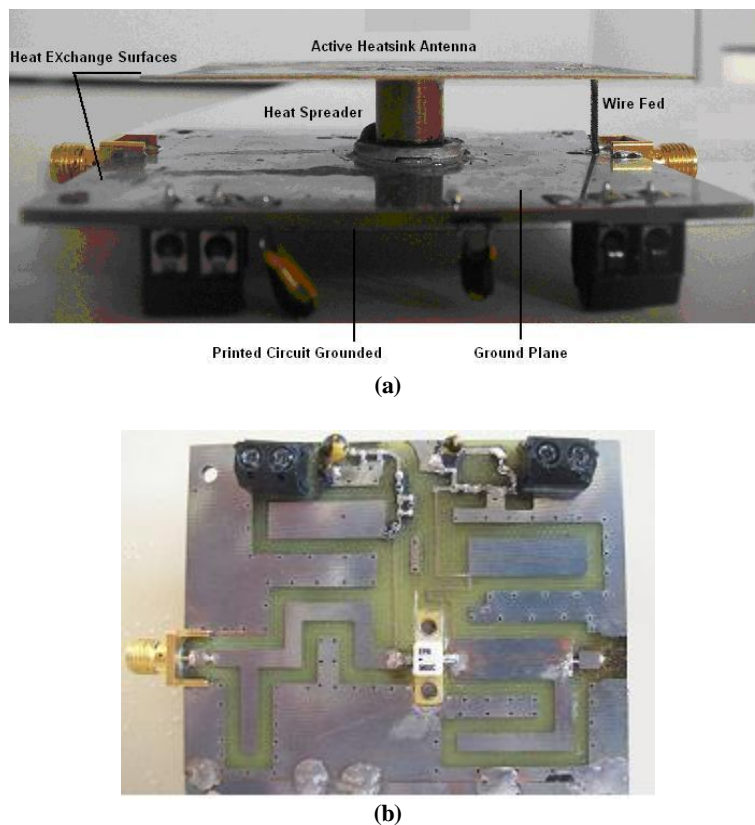 Active Heatsink Antenna
Heat EXchange Surfaces
Heat Spreader
Wire Fed
Printed Circuit Grounded
Ground Plane
(a)
(b)